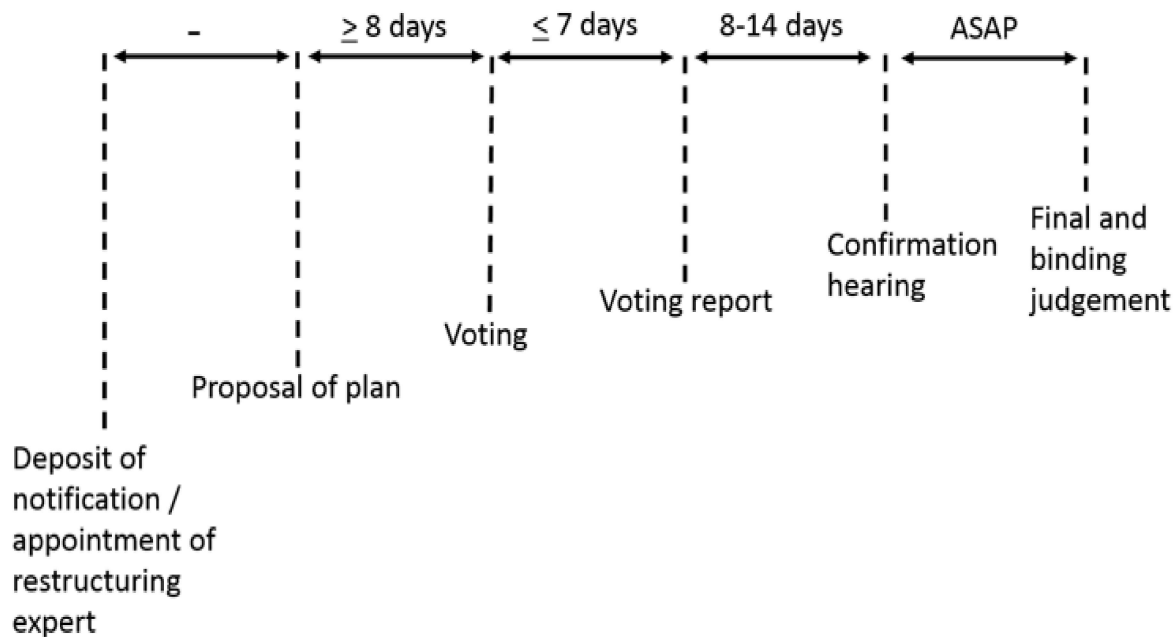 -
≥ 8 days
≤ 7 days
8-14 days
ASAP
Final and
binding
judgement
Confirmation
hearing
Voting report
Voting
Proposal of plan
Deposit of
notification /
appointment of
restructuring
expert